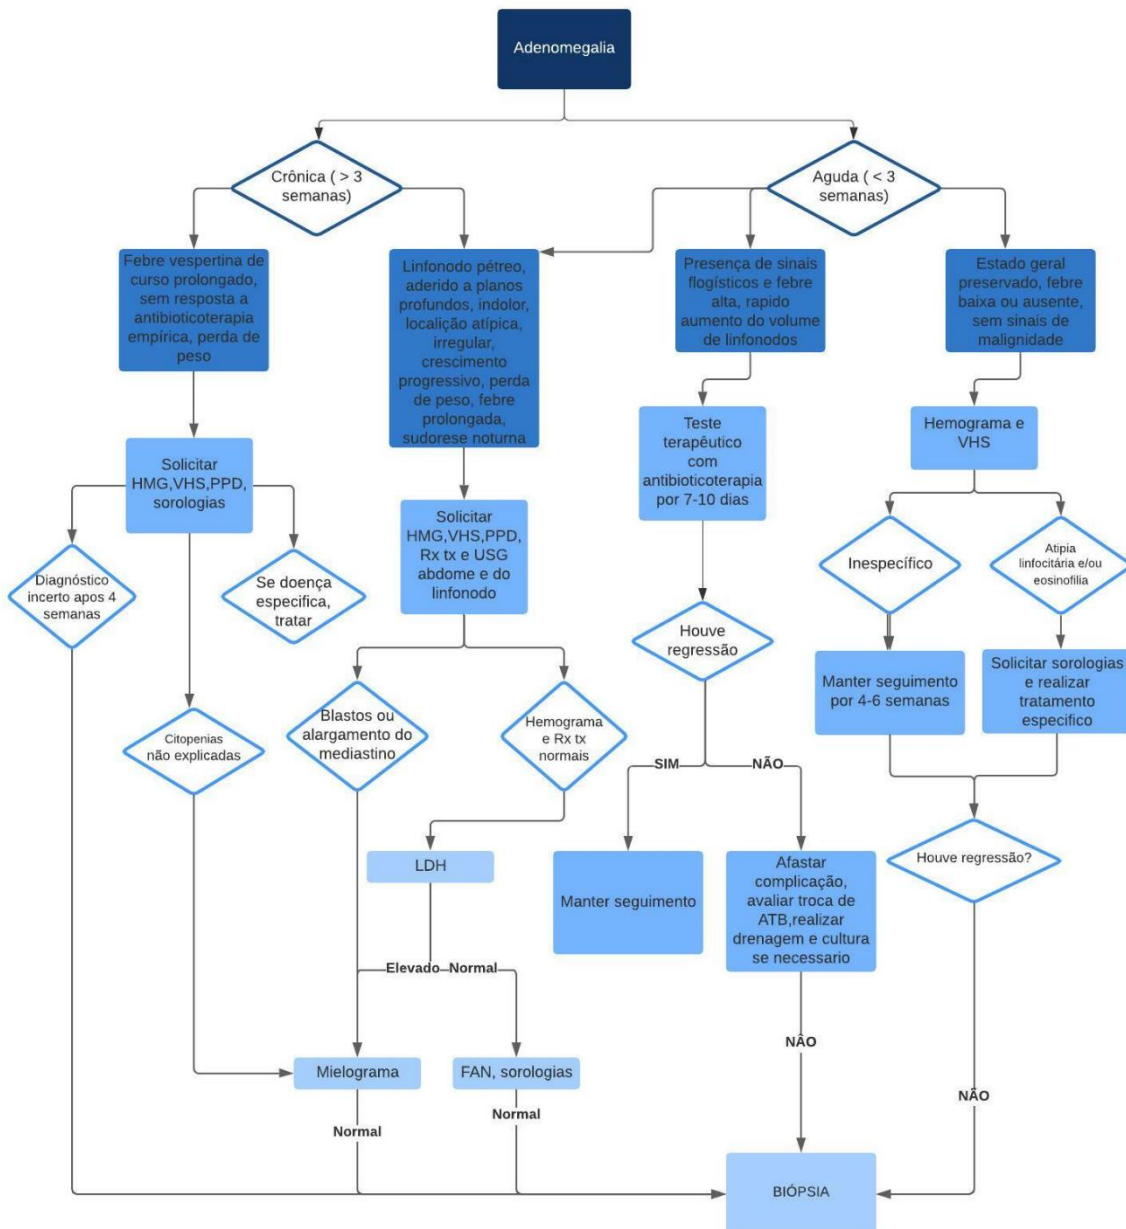 Adenomegalia
Crônica ( > 3
semanas)
Aguda ( < 3
semanas)
Febre vespertina de
curso prolongado,
sem resposta a
antibioticoterapia
empírica, perda de
peso
Linfonodo pétreo,
aderido a planos
profundos, indolor,
localição atípica,
irregular,
crescimento
progressivo, perda
de peso, febre
prolongada,
sudorese noturna
Presença de sinais
flogísticos e febre
alta, rapido
aumento do volume
de linfonodos
Estado geral
preservado, febre
baixa ou ausente,
sem sinais de
malignidade
Solicitar
HMG,VHS,PPD,
sorologias
Solicitar
HMG,VHS,PPD,
Rx tx e USG
abdome e do
linfonodo
Teste
terapêutico
com
antibioticoterapia
por 7-10 dias
Hemograma e
VHS
Diagnóstico
incerto apos 4
semanas
Se doença
especifica,
tratar
Inespecífico
Atipia
linfocitária e/ou
eosinofilia
Houve
regressão
Manter seguimento
por 4-6 semanas
Solicitar sorologias
e realizar
tratamento
especifico
Citopenias
não explicadas
Blastos ou
alargamento do
mediastino
Hemograma
e Rx tx
normais
SIM
NÃO
LDH
Manter seguimento
Afastar
complicação,
avaliar troca de
ATB,realizar
drenagem e cultura
se necessario
Houve regressão?
Elevado
Normal
NÂO
Mielograma
FAN, sorologias
NÃO
Normal
Normal
BIÓPSIA